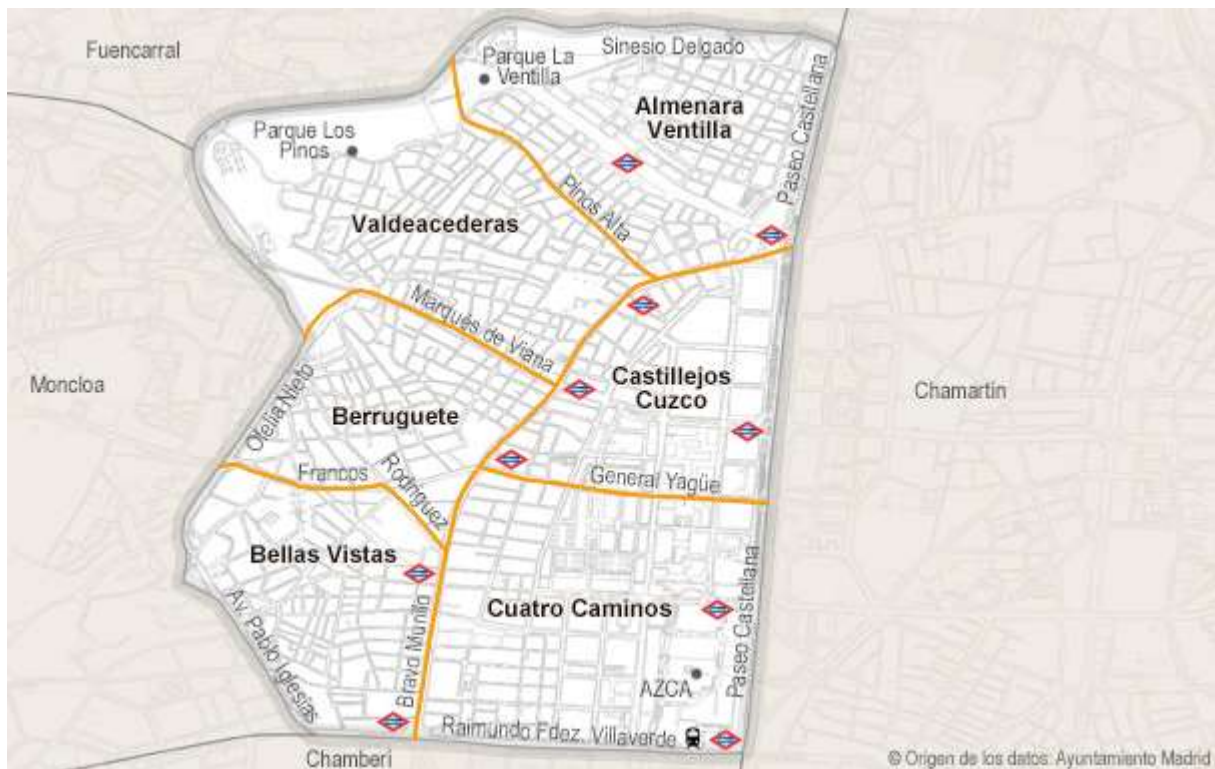 Fuencarral
Sinesio Delgado
Parque La
Ventilla
Almenara
Ventilla
Paseo Castellana
Parque Los
Pinos
Pinos Alta
Valdeacederas
Marqués de Viana
Castillejos
Cuzco
Moncloa
Chamartín
Berruguete
Ofelia Nieto
Francos
Rodríguez
General Yagüe
Bellas Vistas
Cuatro Caminos
Av. Pablo Iglesias
Bravo Murillo
Paseo Castellana
AZCA
Raimundo Fdez. Villaverde
Chamberi
© Origen de los datos: Ayuntamiento Madrid